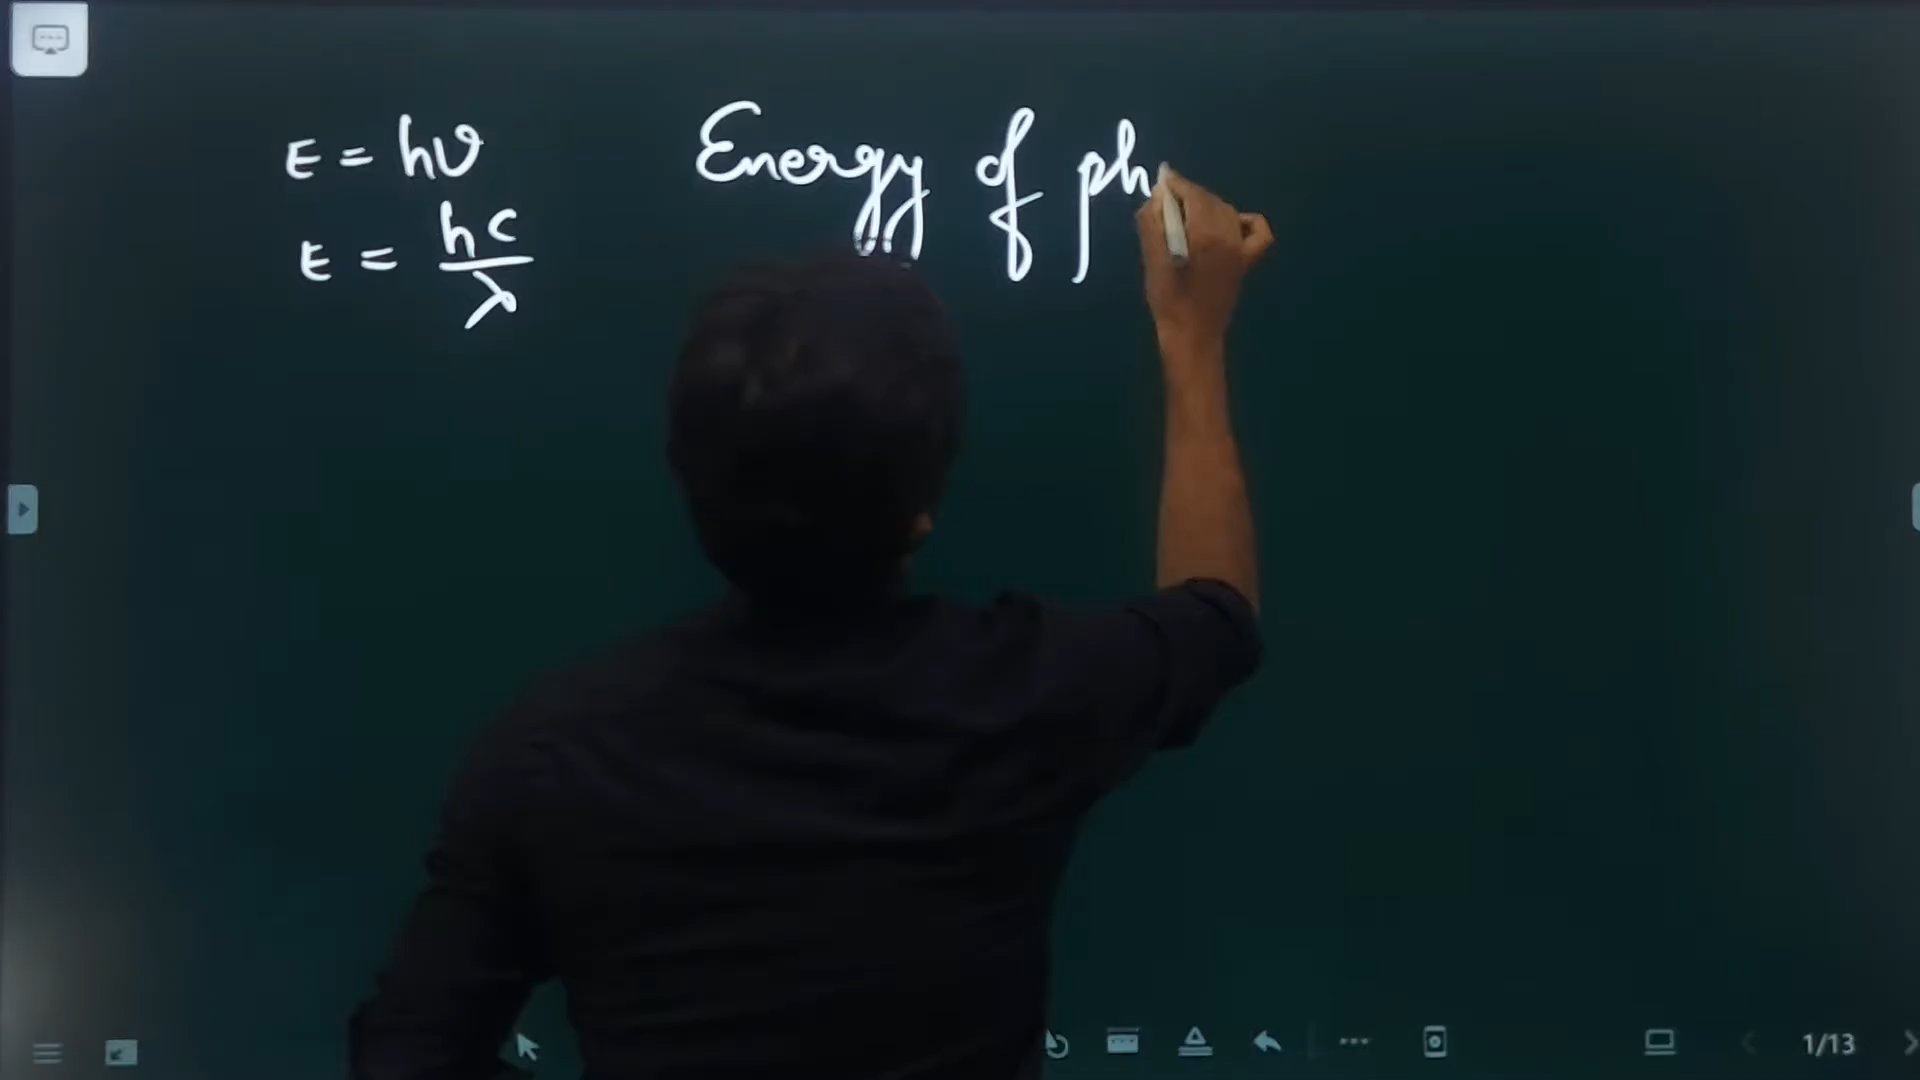 E = hν
Energy of ph
E = hc/λ
1/13